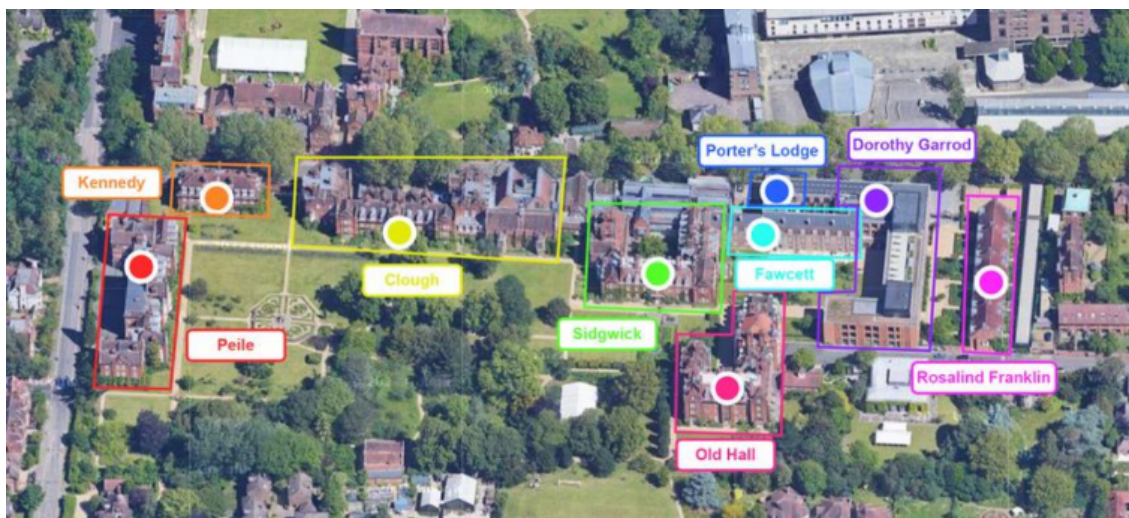 Porter's Lodge
Dorothy Garrod
Kennedy
Clough
Fawcett
Sidgwick
Peile
Rosalind Franklin
Old Hall